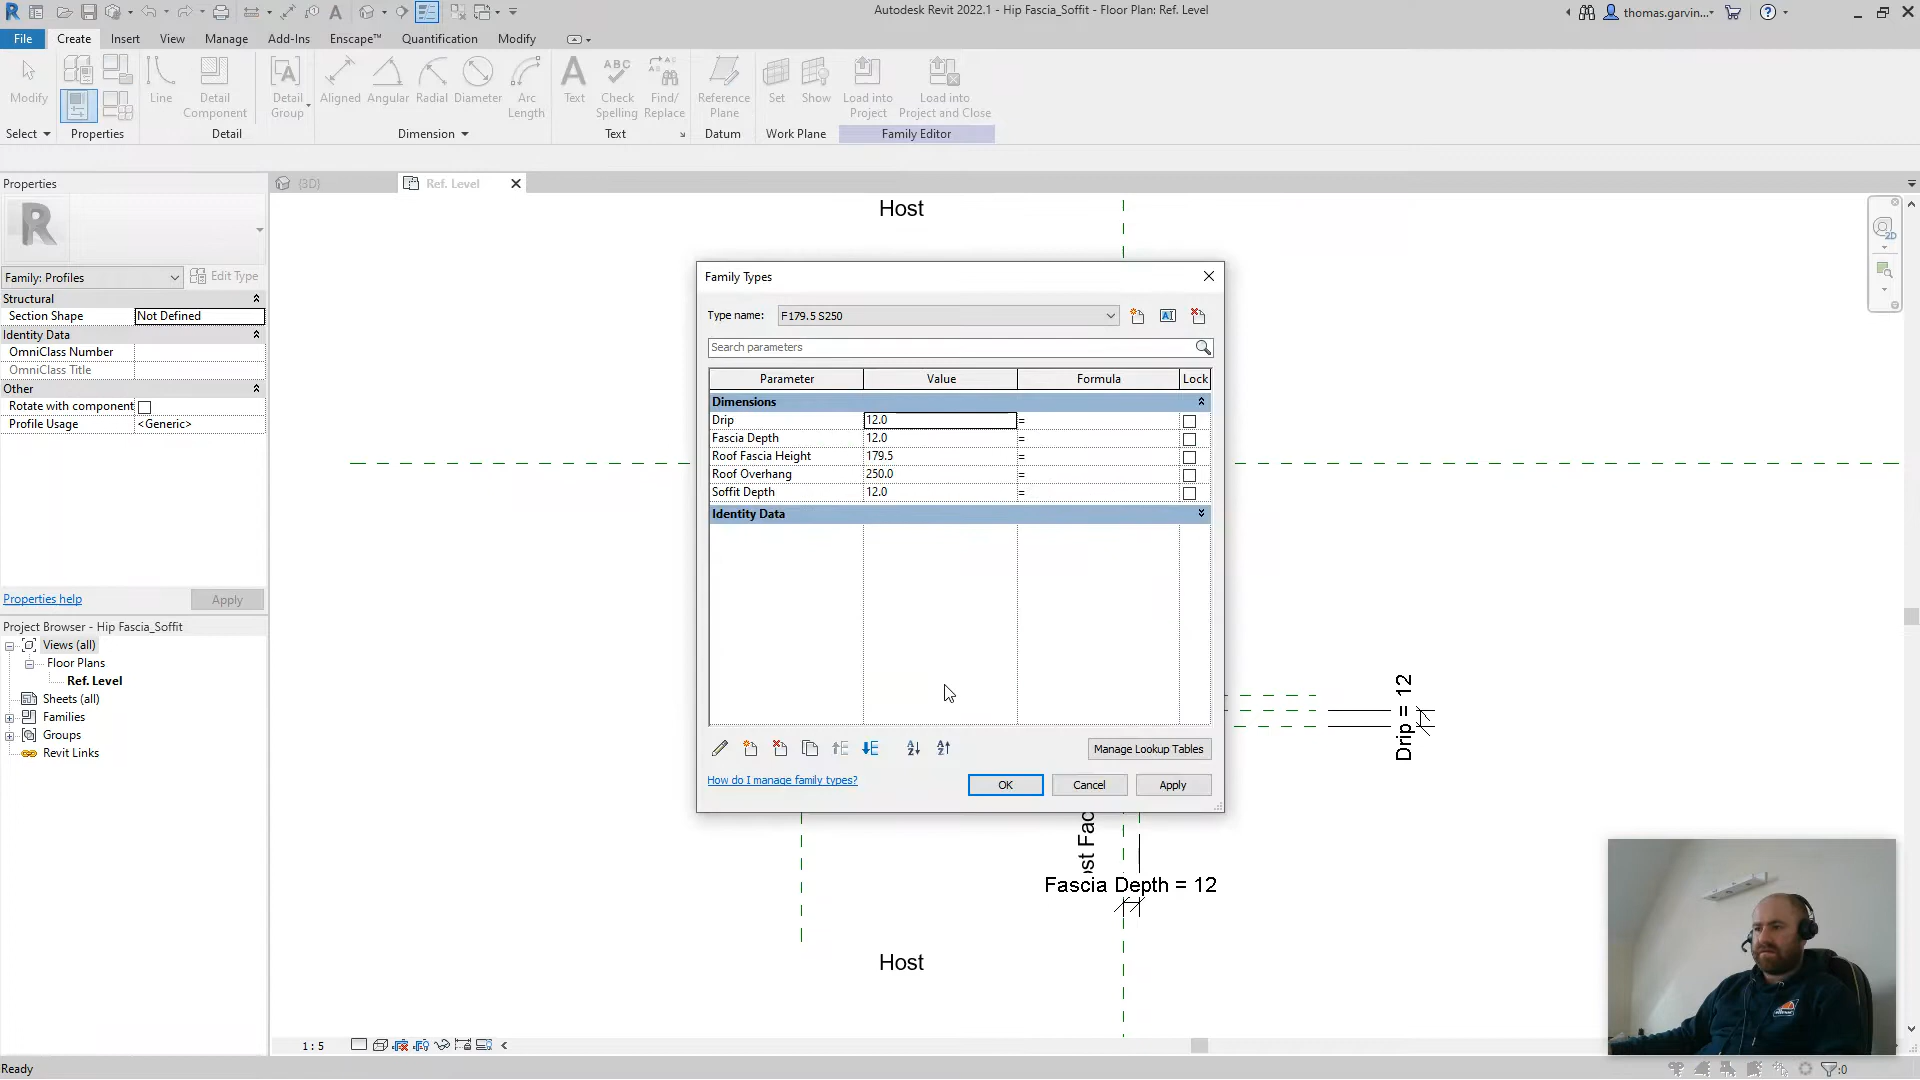 Autodesk Revit 2022.1 - Hip Fascia_Soffit - Floor Plan: Ref. Level
thomas.garvin...
File Create Insert View Manage Add-Ins Enscape™ Quantification Modify
Modify
Line
Detail Component
Detail Group
Aligned Angular Radial Diameter Arc Length
Text
ABC
Check Spelling
Find/ Replace
Reference Plane
Set Show
Load into Project
Load into Project and Close
Select Properties Detail Dimension Text Datum Work Plane Family Editor
Properties
{3D}
Ref. Level
Family: Profiles
Edit Type
Structural
Section Shape Not Defined
Identity Data
OmniClass Number
OmniClass Title
Other
Rotate with component
Profile Usage <Generic>
Properties help
Apply
Project Browser - Hip Fascia_Soffit
Views (all)
Floor Plans
Ref. Level
Sheets (all)
Families
Groups
Revit Links
Host
Family Types
Type name: F179.5 S250
Search parameters
Parameter Value Formula Lock
Dimensions
Drip 12.0 =
Fascia Depth 12.0 =
Roof Fascia Height 179.5 =
Roof Overhang 250.0 =
Soffit Depth 12.0 =
Identity Data
Manage Lookup Tables
How do I manage family types?
OK Cancel Apply
Drip = 12
ost Fac
Fascia Depth = 12
Host
1 : 5
Ready
:0